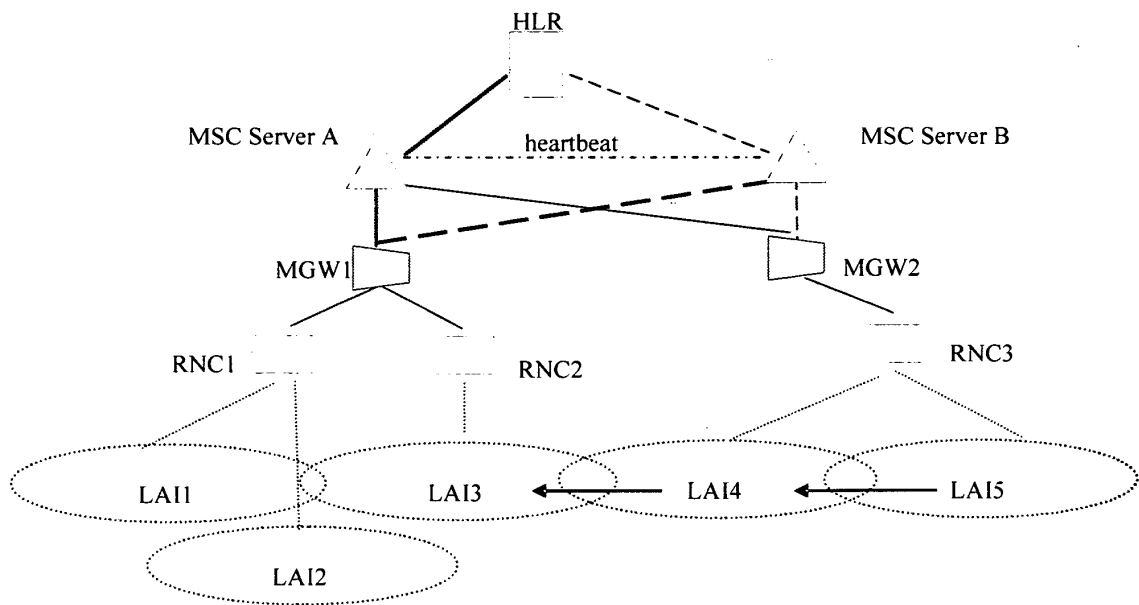 HLR
MSC Server A
heartbeat
MSC Server B
MGW1
MGW2
RNC1
RNC2
RNC3
LAI1
LAI3
LAI4
LAI5
LAI2